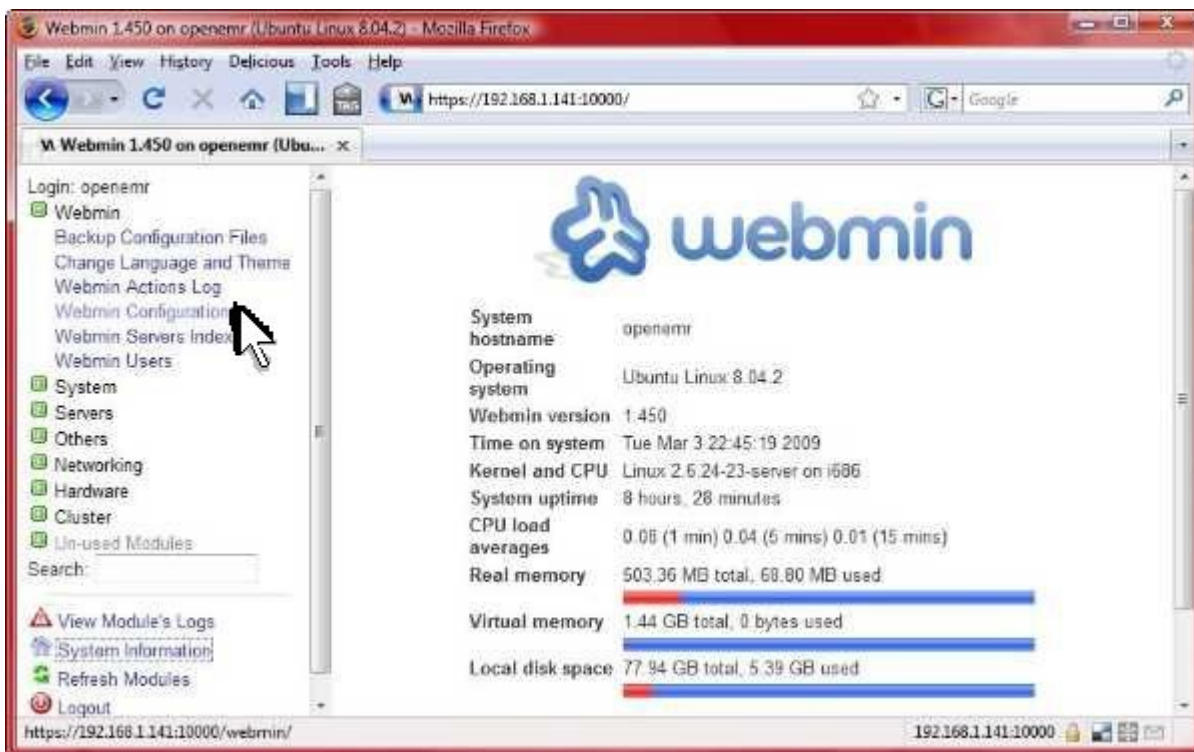 Webmin 1.450 on openemr (Ubuntu Linux 8.04.2) - Mozilla Firefox
File Edit View History Delicious Tools Help
https://192.168.1.141:10000/
Google
Webmin 1.450 on openemr (Ubu...
Login: openemr
Webmin
Backup Configuration Files
Change Language and Theme
Webmin Actions Log
Webmin Configuration
Webmin Servers Index
Webmin Users
System
Servers
Others
Networking
Hardware
Cluster
Un-used Modules
Search:
View Module's Logs
System Information
Refresh Modules
Logout
webmin
System hostname openemr
Operating system Ubuntu Linux 8.04.2
Webmin version 1.450
Time on system Tue Mar 3 22:45:19 2009
Kernel and CPU Linux 2.6.24-23-server on i686
System uptime 8 hours, 28 minutes
CPU load averages (1 min) 0.04 (5 mins) 0.01 (15 mins)
Real memory 503.36 MB total, 68.80 MB used
Virtual memory 1.44 GB total, 0 bytes used
Local disk space 77.94 GB total, 5.39 GB used
https://192.168.1.141:10000/webmin/
192.168.1.141:10000